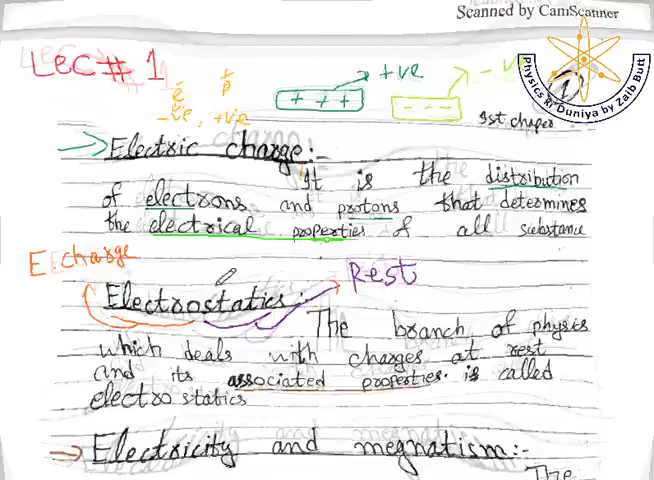 Scanned by CamScanner
LEC # 1
+ve
e⁻ p⁺
-ve, +ve
+ + +
- - -
1st chaper
Physics Ki Duniya by Zaib Butt
→ Electric charge:-
It is the distribution
of electrons and protons that determines
the electrical properties of all substance
E charge
Rest
Electrostatics:
The branch of physics
which deals with charges at rest
and its associated properties. is called
electrostatics
→ Electricity and megnatism:-
The